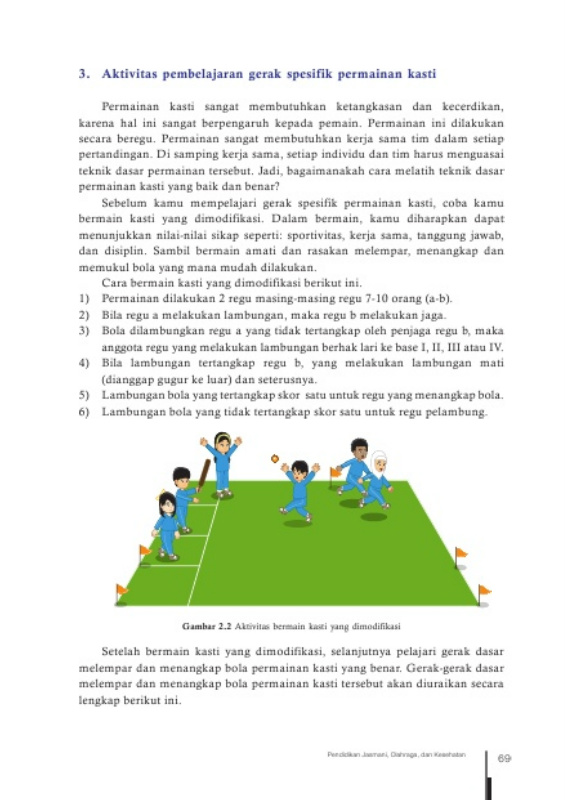 3. Aktivitas pembelajaran gerak spesifik permainan kasti
Permainan kasti sangat membutuhkan ketangkasan dan kecerdikan,
karena hal ini sangat berpengaruh kepada pemain. Permainan ini dilakukan
secara beregu. Permainan sangat membutuhkan kerja sama tim dalam setiap
pertandingan. Di samping kerja sama, setiap individu dan tim harus menguasai
teknik dasar permainan tersebut. Jadi, bagaimanakah cara melatih teknik dasar
permainan kasti yang baik dan benar?
Sebelum kamu mempelajari gerak spesifik permainan kasti, coba kamu
bermain kasti yang dimodifikasi. Dalam bermain, kamu diharapkan dapat
menunjukkan nilai-nilai sikap seperti: sportivitas, kerja sama, tanggung jawab,
dan disiplin. Sambil bermain amati dan rasakan melempar, menangkap dan
memukul bola yang mana mudah dilakukan.
Cara bermain kasti yang dimodifikasi berikut ini.
1) Permainan dilakukan 2 regu masing-masing regu 7-10 orang (a-b).
2) Bila regu a melakukan lambungan, maka regu b melakukan jaga.
3) Bola dilambungkan regu a yang tidak tertangkap oleh penjaga regu b, maka
anggota regu yang melakukan lambungan berhak lari ke base I, II, III atau IV.
4) Bila lambungan tertangkap regu b, yang melakukan lambungan mati
(dianggap gugur ke luar) dan seterusnya.
5) Lambungan bola yang tertangkap skor satu untuk regu yang menangkap bola.
6) Lambungan bola yang tidak tertangkap skor satu untuk regu pelambung.
Gambar 2.2 Aktivitas bermain kasti yang dimodifikasi
Setelah bermain kasti yang dimodifikasi, selanjutnya pelajari gerak dasar
melempar dan menangkap bola permainan kasti yang benar. Gerak-gerak dasar
melempar dan menangkap bola permainan kasti tersebut akan diuraikan secara
lengkap berikut ini.
Pendidikan Jasmani, Olahraga, dan Kesehatan
69